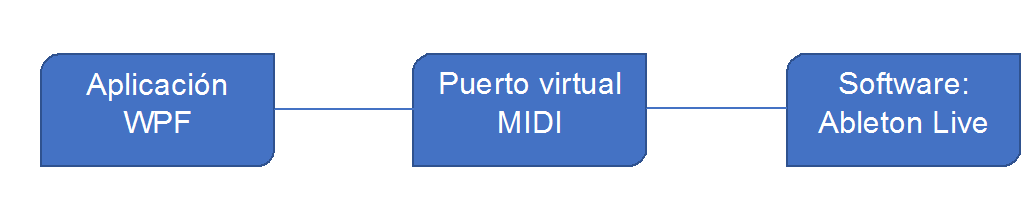 Aplicación
WPF
Puerto virtual
MIDI
Software:
Ableton Live